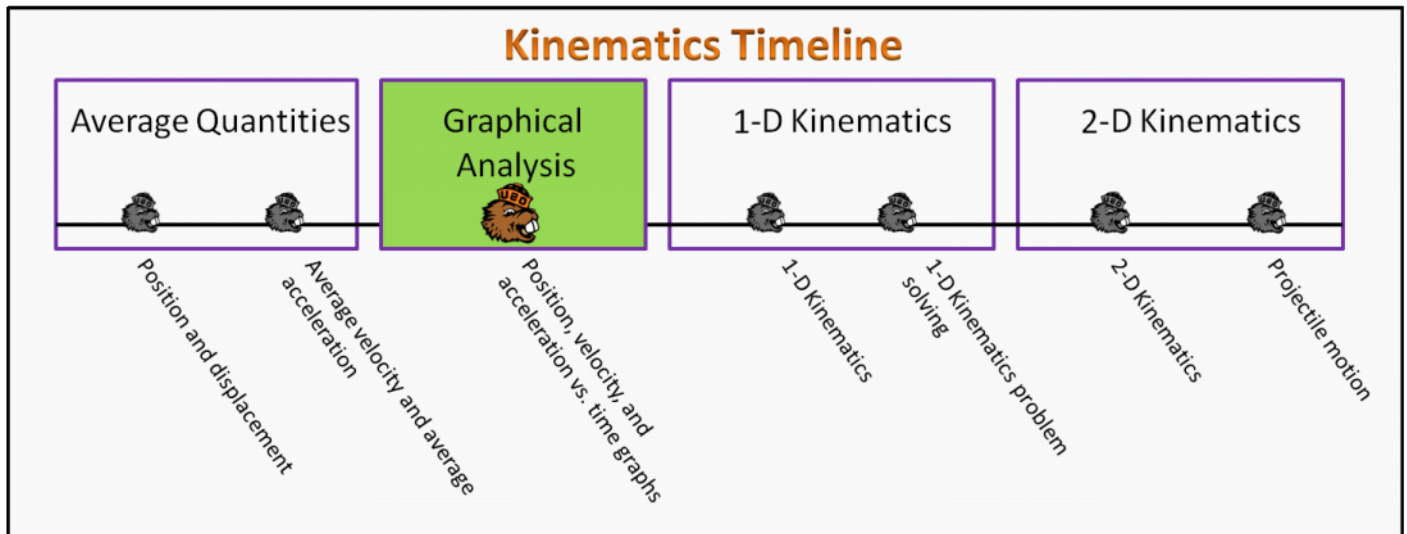 Kinematics Timeline
Average Quantities
Graphical
Analysis
1-D Kinematics
2-D Kinematics
Position and displacement
Average velocity and average
acceleration
Position, velocity, and
acceleration vs. time graphs
1-D Kinematics
1-D Kinematics problem
solving
2-D Kinematics
Projectile motion